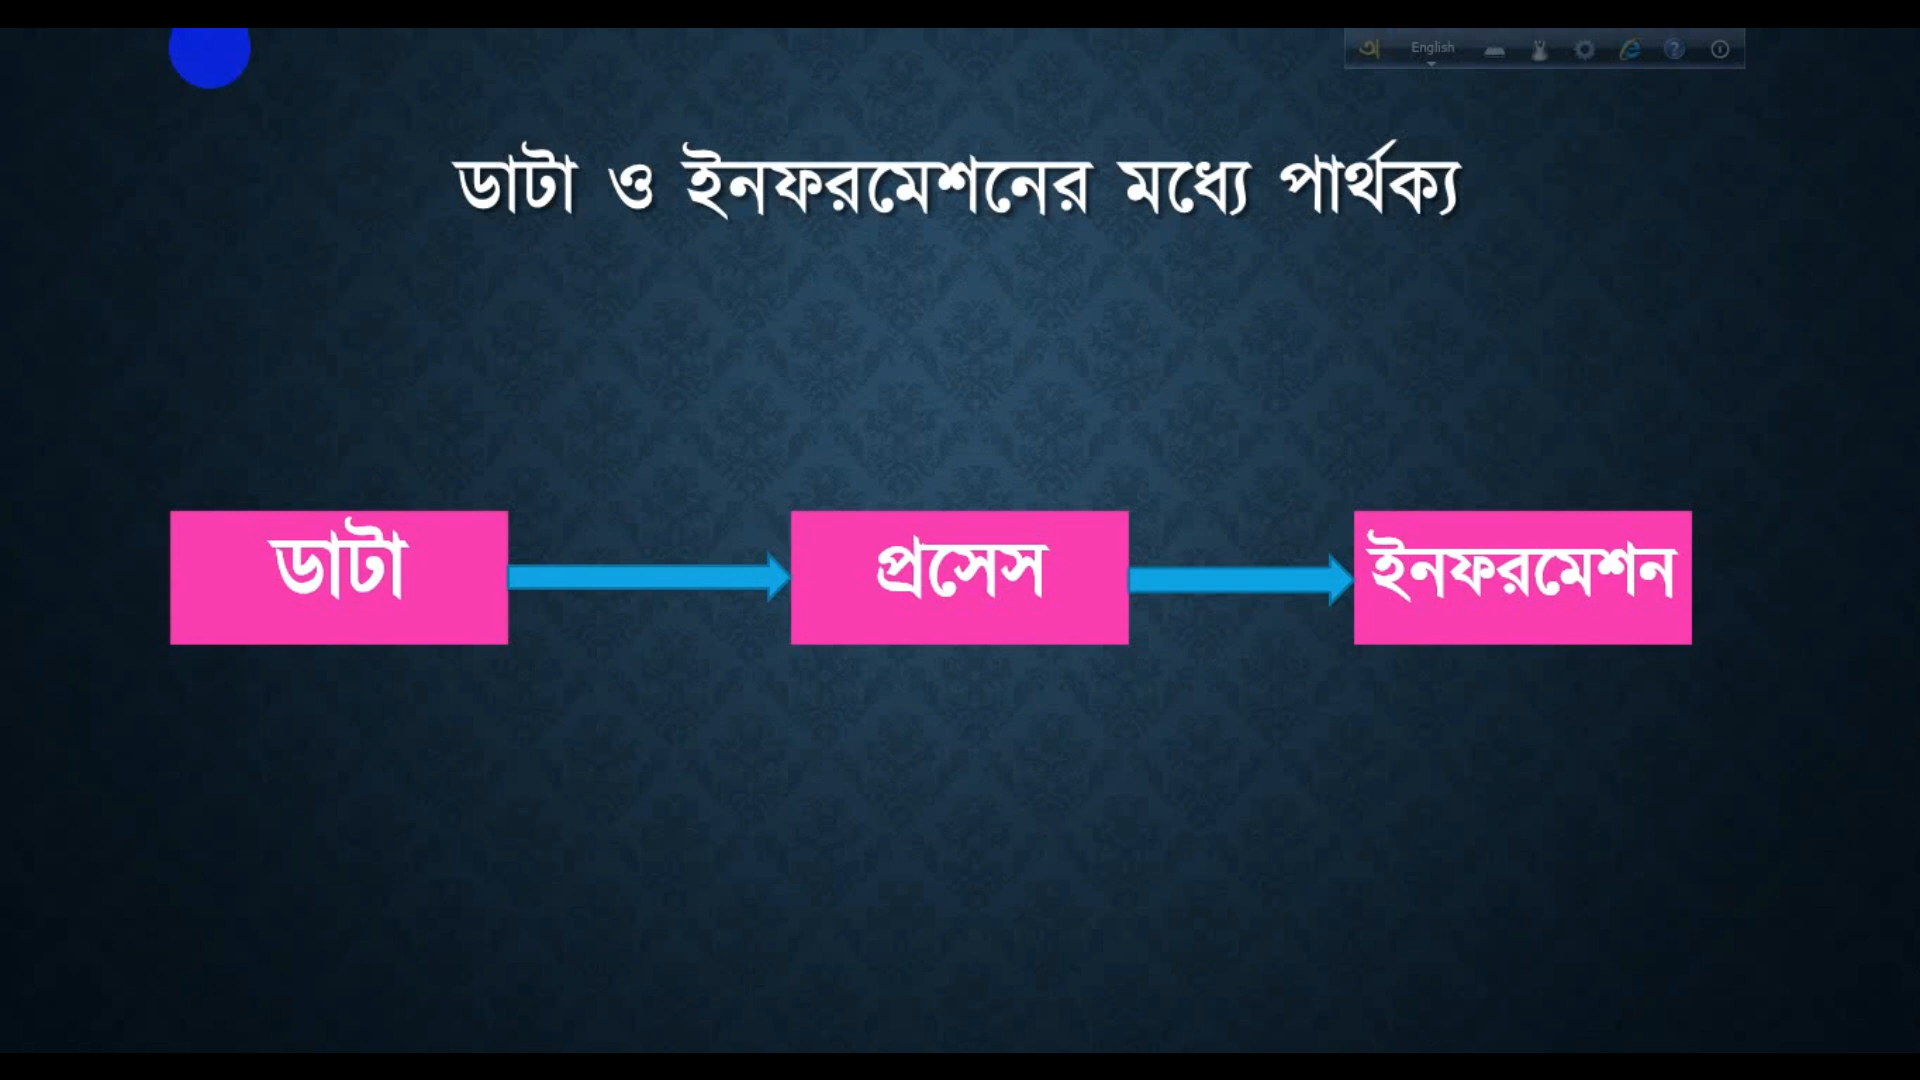 অ English
ডাটা ও ইনফরমেশনের মধ্যে পার্থক্য
ডাটা
প্রসেস
ইনফরমেশন